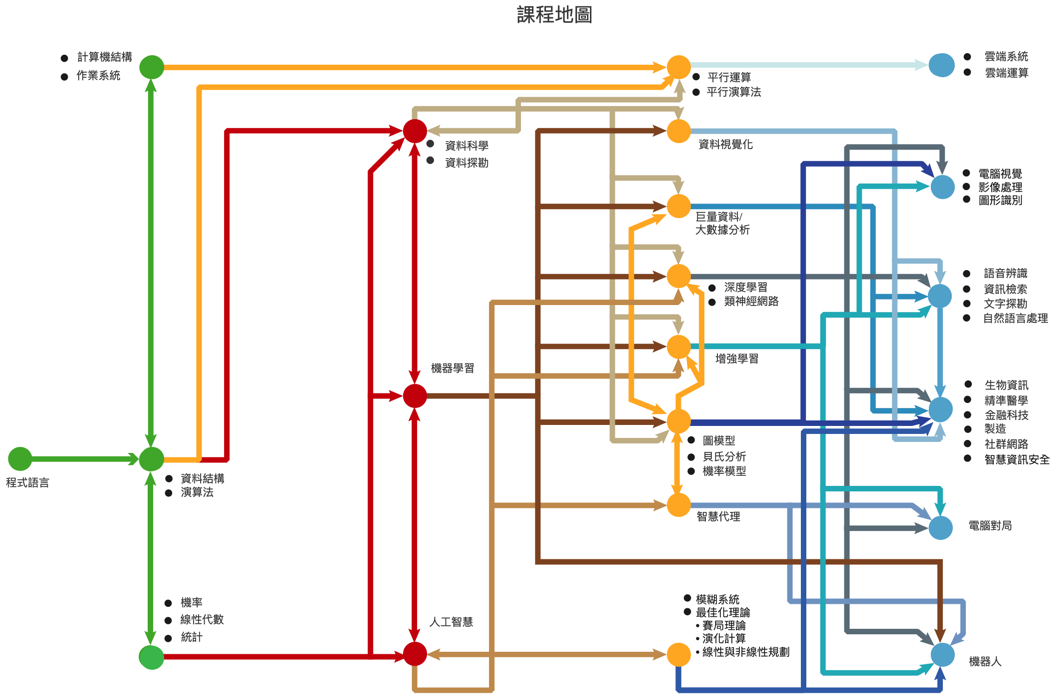 課程地圖
計算機結構
作業系統
平行運算
平行演算法
雲端系統
雲端運算
資料科學
資料探勘
資料視覺化
電腦視覺
影像處理
圖形識別
巨量資料/
大數據分析
深度學習
類神經網路
語音辨識
資訊檢索
文字探勘
自然語言處理
增強學習
機器學習
生物資訊
精準醫學
金融科技
製造
社群網路
智慧資訊安全
圖模型
貝氏分析
機率模型
程式語言
資料結構
演算法
智慧代理
電腦對局
機率
線性代數
統計
人工智慧
模糊系統
最佳化理論
賽局理論
演化計算
線性與非線性規劃
機器人